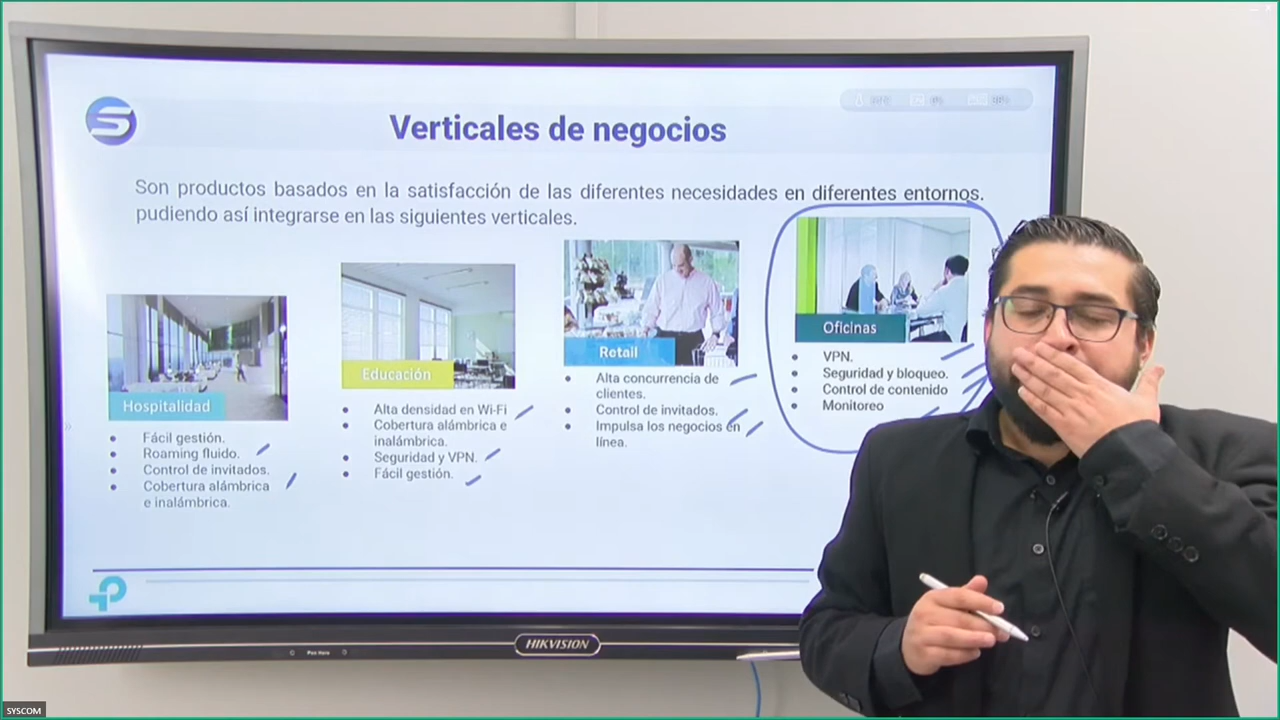 Verticales de negocios
Son productos basados en la satisfacción de las diferentes necesidades en diferentes entornos.
pudiendo así integrarse en las siguientes verticales.
Hospitalidad
Fácil gestión.
Roaming fluido.
Control de invitados.
Cobertura alámbrica
e inalámbrica.
Educación
Alta densidad en Wi-Fi
Cobertura alámbrica e
inalámbrica.
Seguridad y VPN.
Fácil gestión.
Retail
Alta concurrencia de
clientes.
Control de invitados.
Impulsa los negocios en
línea.
Oficinas
VPN.
Seguridad y bloqueo.
Control de contenido
Monitoreo
HIKVISION
SYSCOM